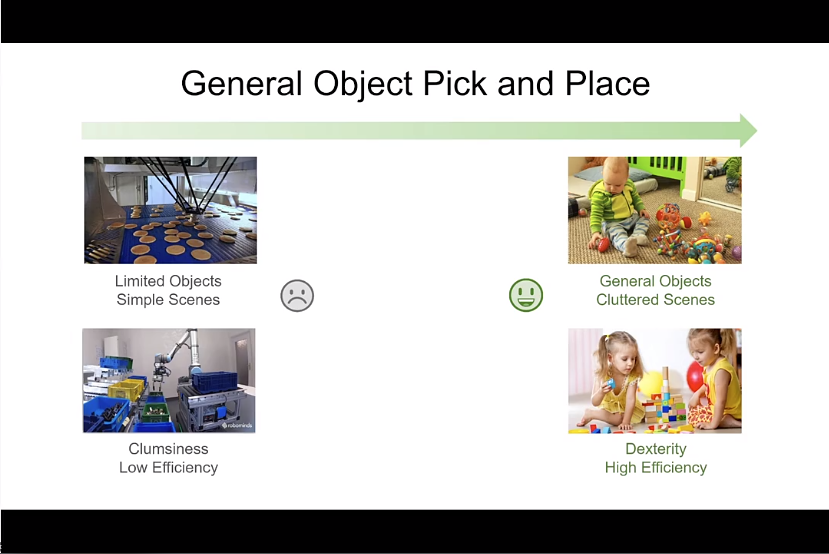 General Object Pick and Place
Limited Objects
Simple Scenes
General Objects
Cluttered Scenes
robominds
Clumsiness
Low Efficiency
Dexterity
High Efficiency